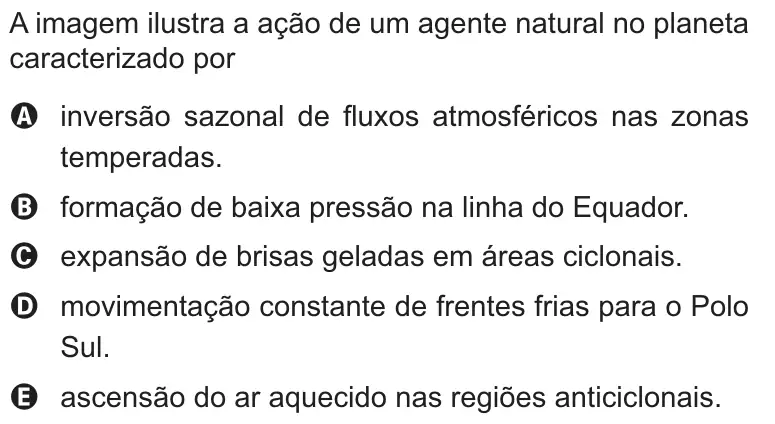 A imagem ilustra a ação de um agente natural no planeta
caracterizado por
A inversão sazonal de fluxos atmosféricos nas zonas
temperadas.
B formação de baixa pressão na linha do Equador.
C expansão de brisas geladas em áreas ciclonais.
D movimentação constante de frentes frias para o Polo
Sul.
E ascensão do ar aquecido nas regiões anticiclonais.